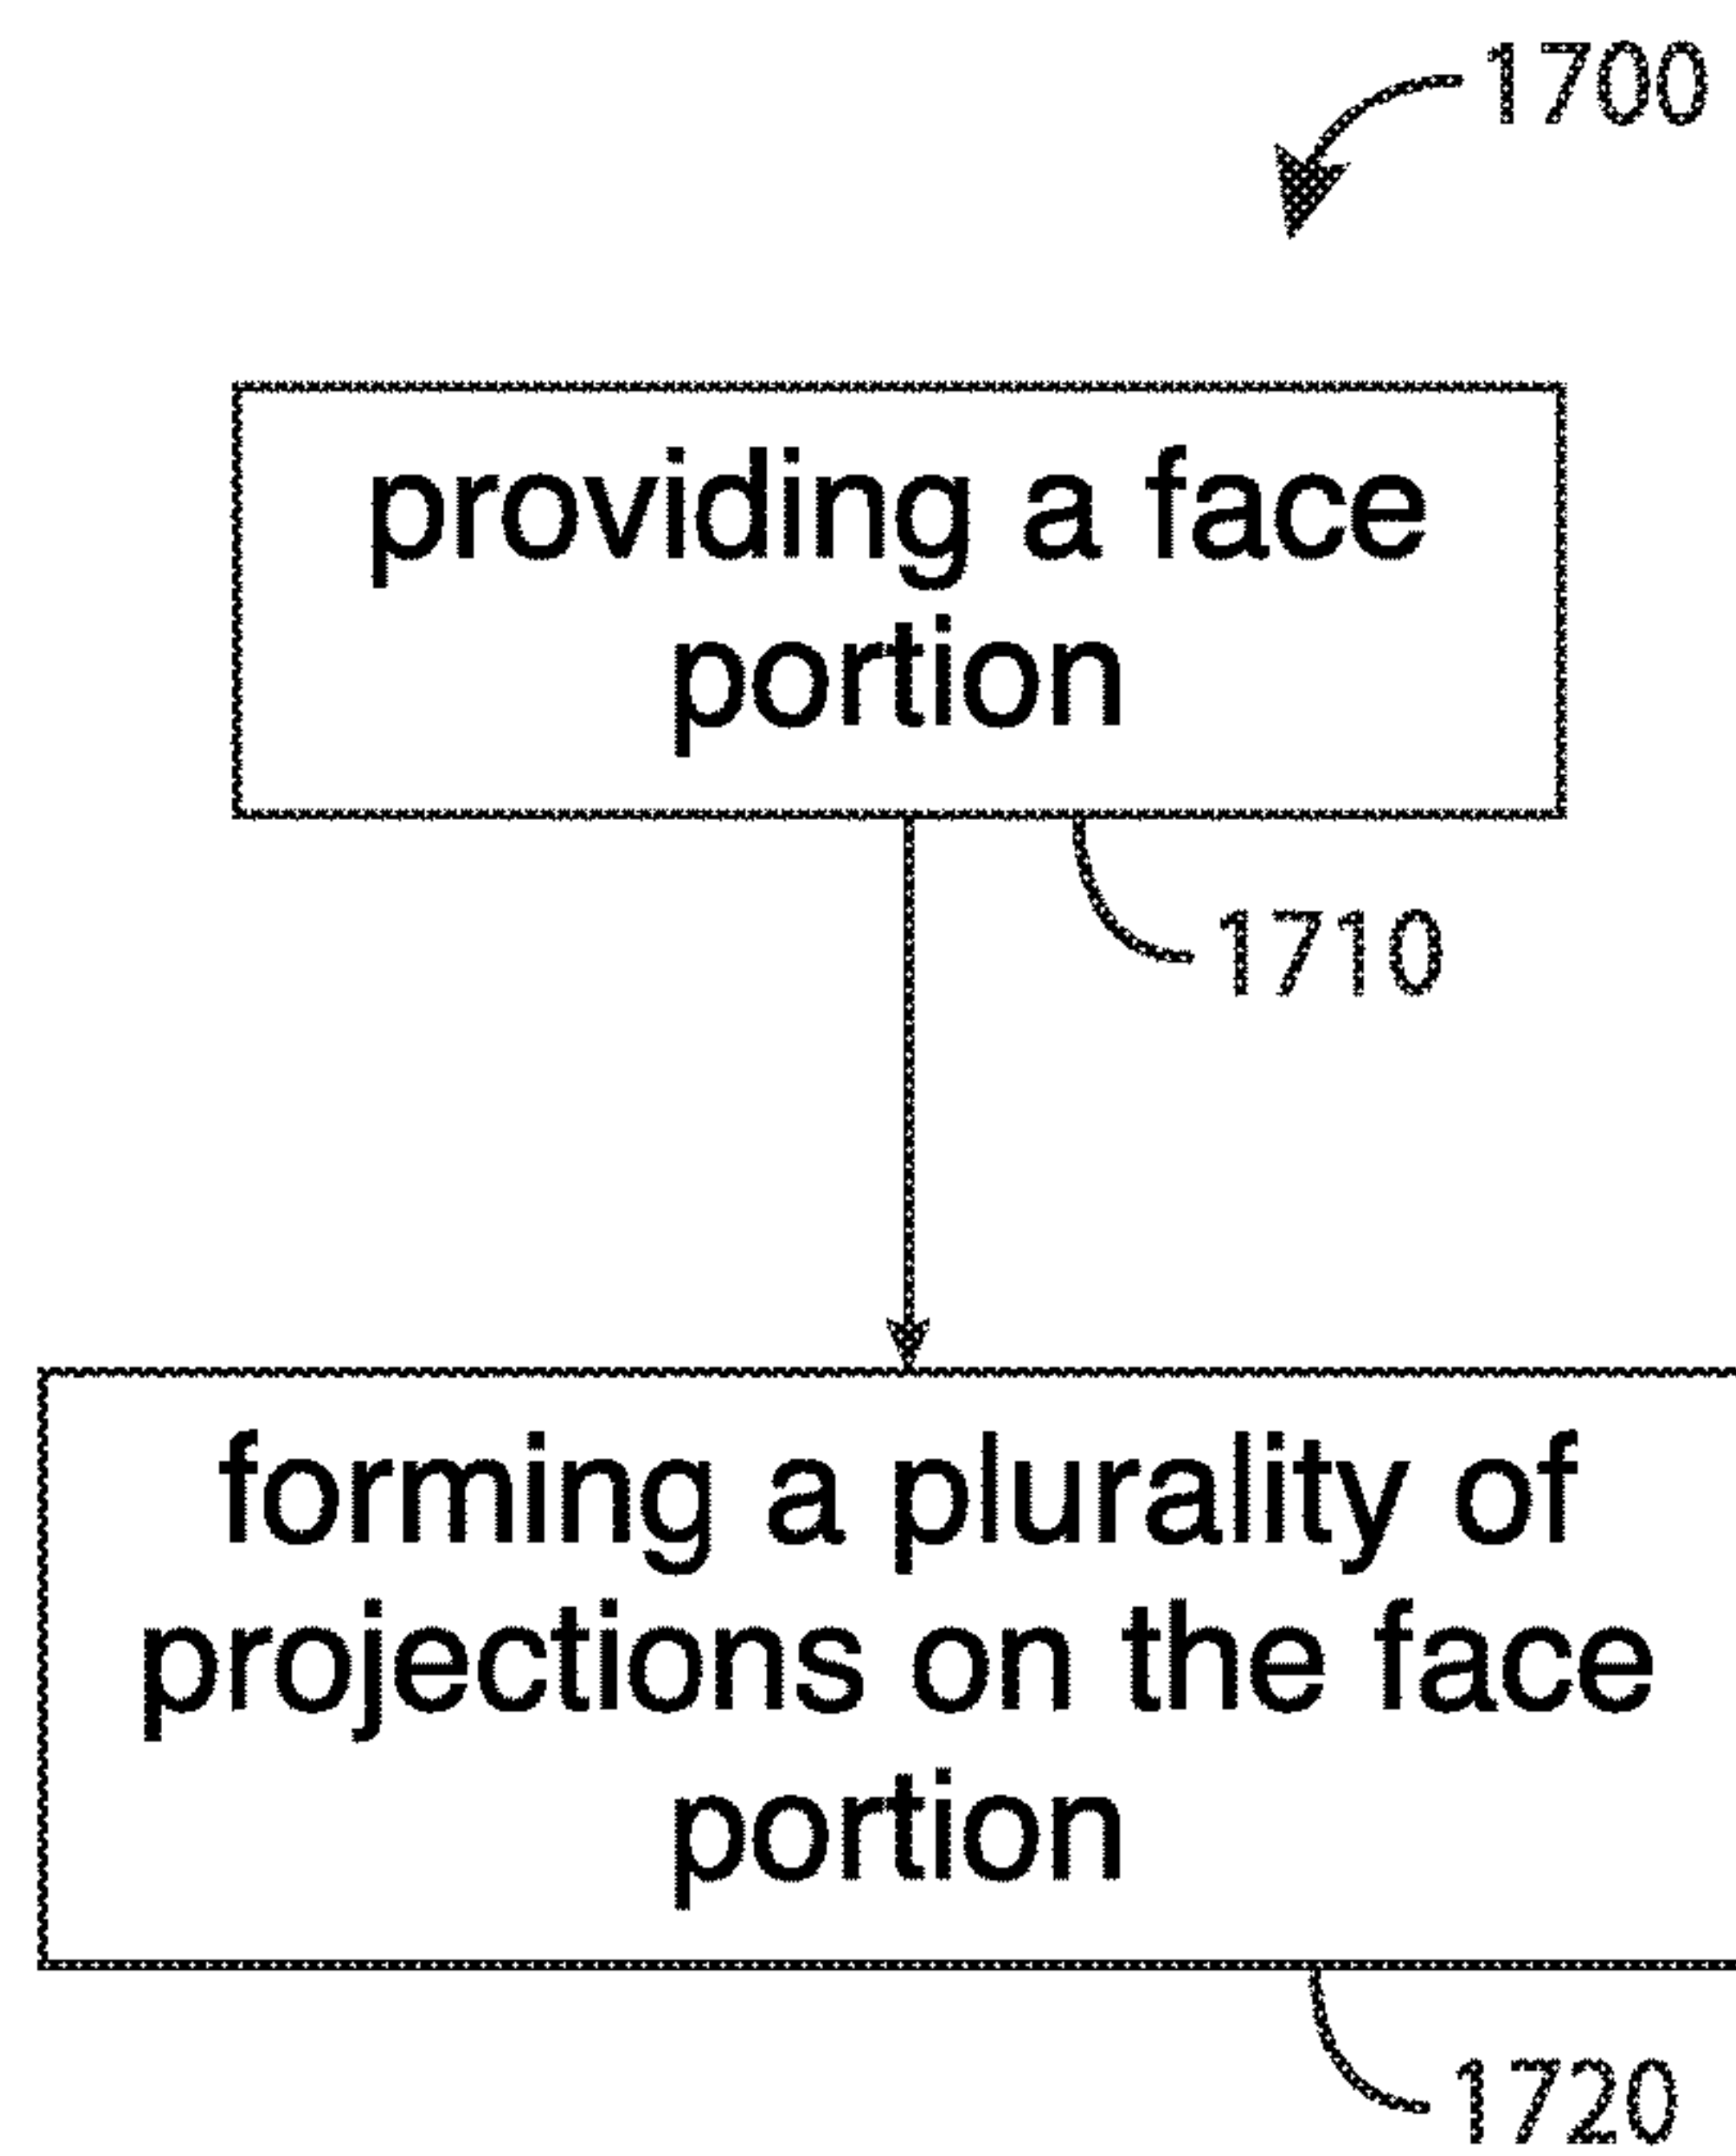 1700
providing a face
portion
1710
forming a plurality of
projections on the face
portion
1720